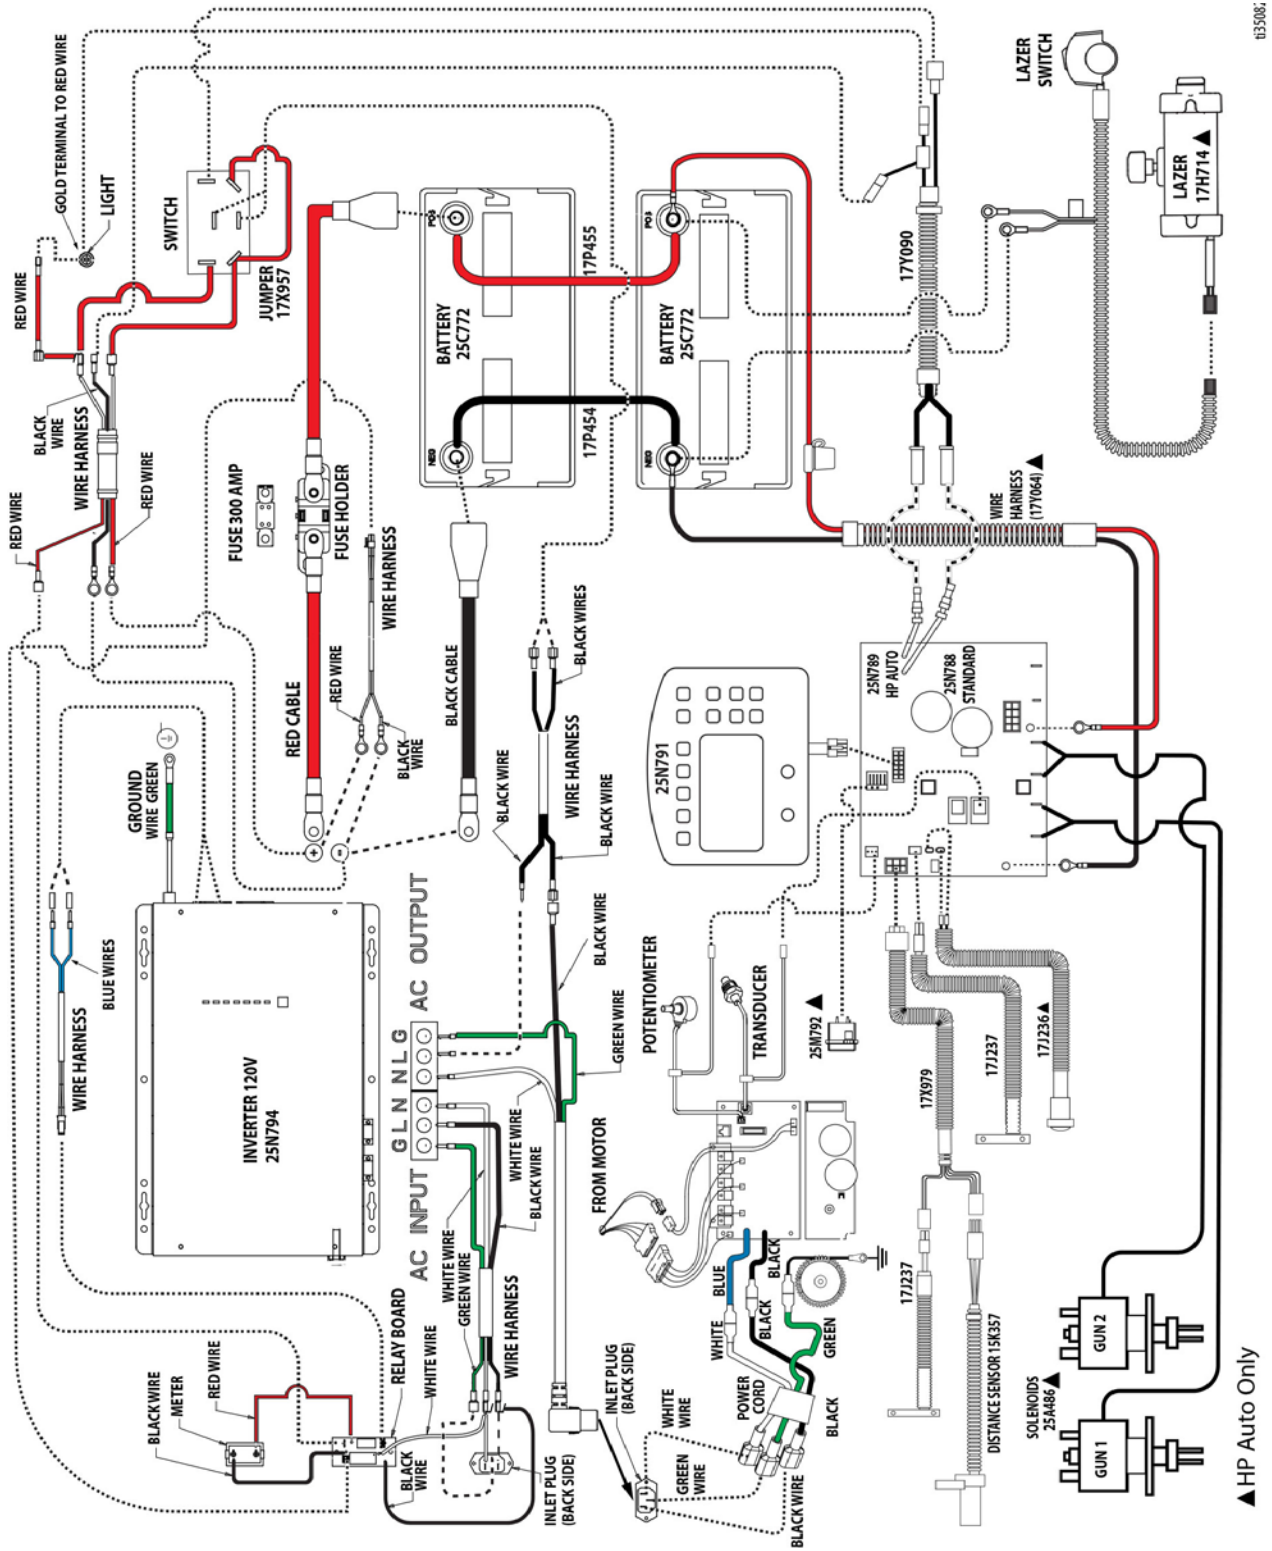 BLACK WIRE
METER
RED WIRE
RELAY BOARD
WHITE WIRE
BLACK
WIRE
INLET PLUG
(BACK SIDE)
WIRE HARNESS
GREEN WIRE
WHITE WIRE
BLACK WIRE
WHITE WIRE
AC INPUT
G L N
N L G
AC OUTPUT
INVERTER 120V
25N794
WIRE HARNESS
BLUE WIRES
GROUND
WIRE GREEN
GREEN WIRE
BLACK WIRE
BLACK WIRE
BLACK WIRE
WIRE HARNESS
BLACK WIRES
RED CABLE
RED WIRE
BLACK
WIRE
WIRE HARNESS
BLACK CABLE
+
-
FUSE 300 AMP
FUSE HOLDER
RED WIRE
RED WIRE
WIRE HARNESS
BLACK
WIRE
RED WIRE
GOLD TERMINAL TO RED WIRE
LIGHT
SWITCH
JUMPER
17X957
BATTERY
25C772
NEG
POS
17P454
17P455
BATTERY
25C772
NEG
POS
INLET PLUG
(BACK SIDE)
WHITE
WIRE
GREEN
WIRE
BLACK WIRE
POWER
CORD
BLACK
WHITE
BLUE
BLACK
BLACK
GREEN
FROM MOTOR
POTENTIOMETER
TRANSDUCER
25M792 ▲
25N791
25N789
HP AUTO
25N788
STANDARD
17X979
17J237
17J236▲
17J237
DISTANCE SENSOR 15K357
SOLENOIDS
25A486 ▲
GUN 1
GUN 2
WIRE
HARNESS
(17Y064) ▲
17Y090
LAZER
SWITCH
LAZER
17H714 ▲
▲HP Auto Only
ti35082